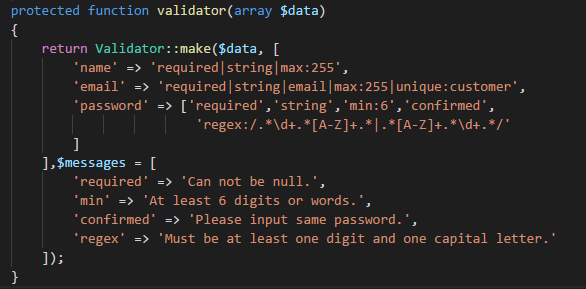 protected function validator(array $data)
{
return Validator::make($data, [
'name' => 'required|string|max:255',
'email' => 'required|string|email|max:255|unique:customer',
'password' => ['required','string','min:6','confirmed',
'regex:/.*\d+.*[A-Z]+.*|.*[A-Z]+.*\d+.*/'
]
],$messages = [
'required' => 'Can not be null.',
'min' => 'At least 6 digits or words.',
'confirmed' => 'Please input same password.',
'regex' => 'Must be at least one digit and one capital letter.'
]);
}